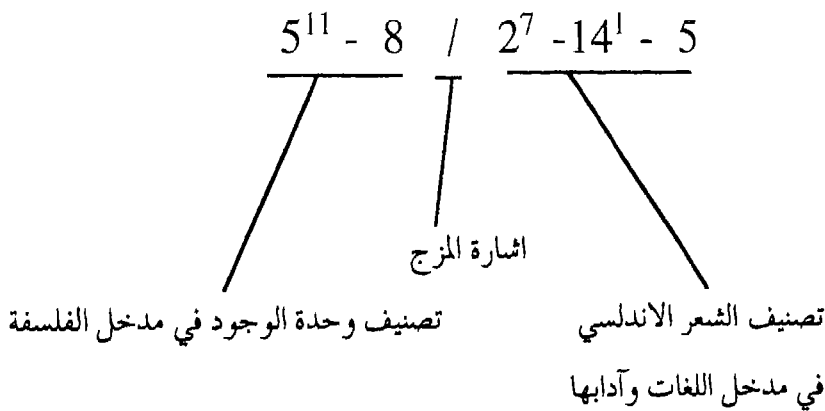 5¹¹ - 8 / 2⁷ -14¹ - 5
اشارة المزج
تصنيف الشعر الاندلسي
في مدخل اللغات وآدابها
تصنيف وحدة الوجود في مدخل الفلسفة